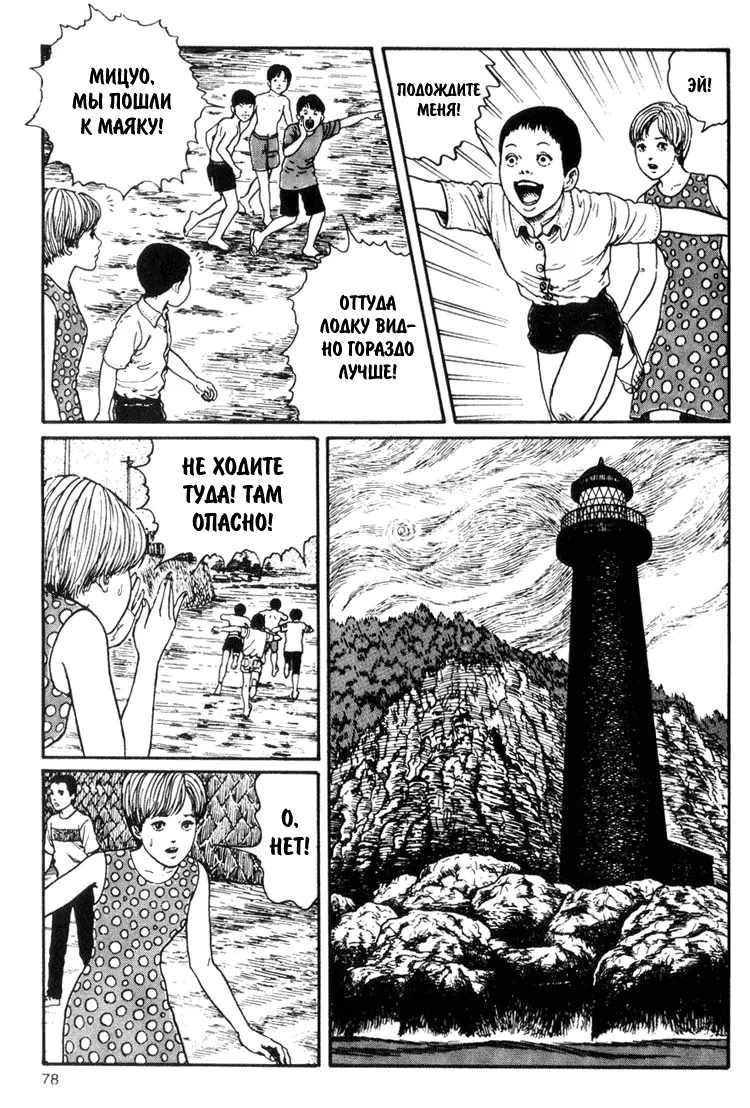 МИЦУО,
МЫ ПОШЛИ
К МАЯКУ!
ОТТУДА
ЛОДКУ ВИД-
НО ГОРАЗДО
ЛУЧШЕ!
ПОДОЖДИТЕ
МЕНЯ!
ЭЙ!
НЕ ХОДИТЕ
ТУДА! ТАМ
ОПАСНО!
О,
НЕТ!
78